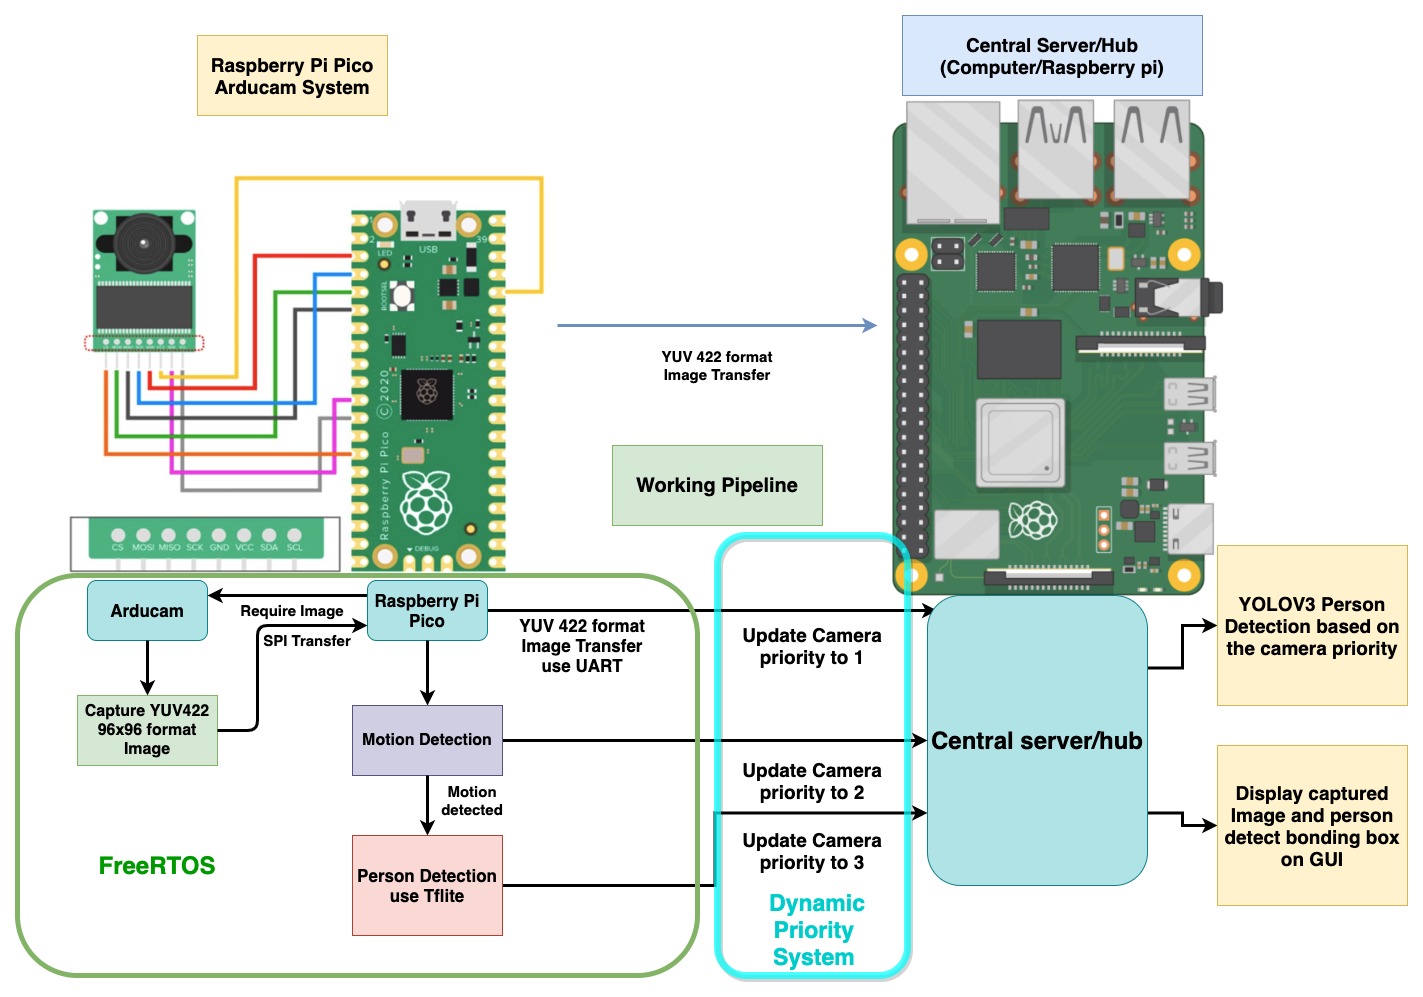 Raspberry Pi Pico
Arducam System
Central Server/Hub
(Computer/Raspberry pi)
2
39
LED
USB
BOOTSEL
Raspberry Pi Pico ©2020
DEBUG
YUV 422 format
Image Transfer
Working Pipeline
CS MOSI MISO SCK GND VCC SDA SCL
Arducam
Require Image
SPI Transfer
Raspberry Pi
Pico
YUV 422 format
Image Transfer
use UART
Update Camera
priority to 1
Capture YUV422
96x96 format
Image
Motion Detection
Update Camera
priority to 2
Motion
detected
Update Camera
priority to 3
Person Detection
use Tflite
FreeRTOS
Dynamic
Priority
System
Central server/hub
YOLOV3 Person
Detection based on
the camera priority
Display captured
Image and person
detect bonding box
on GUI